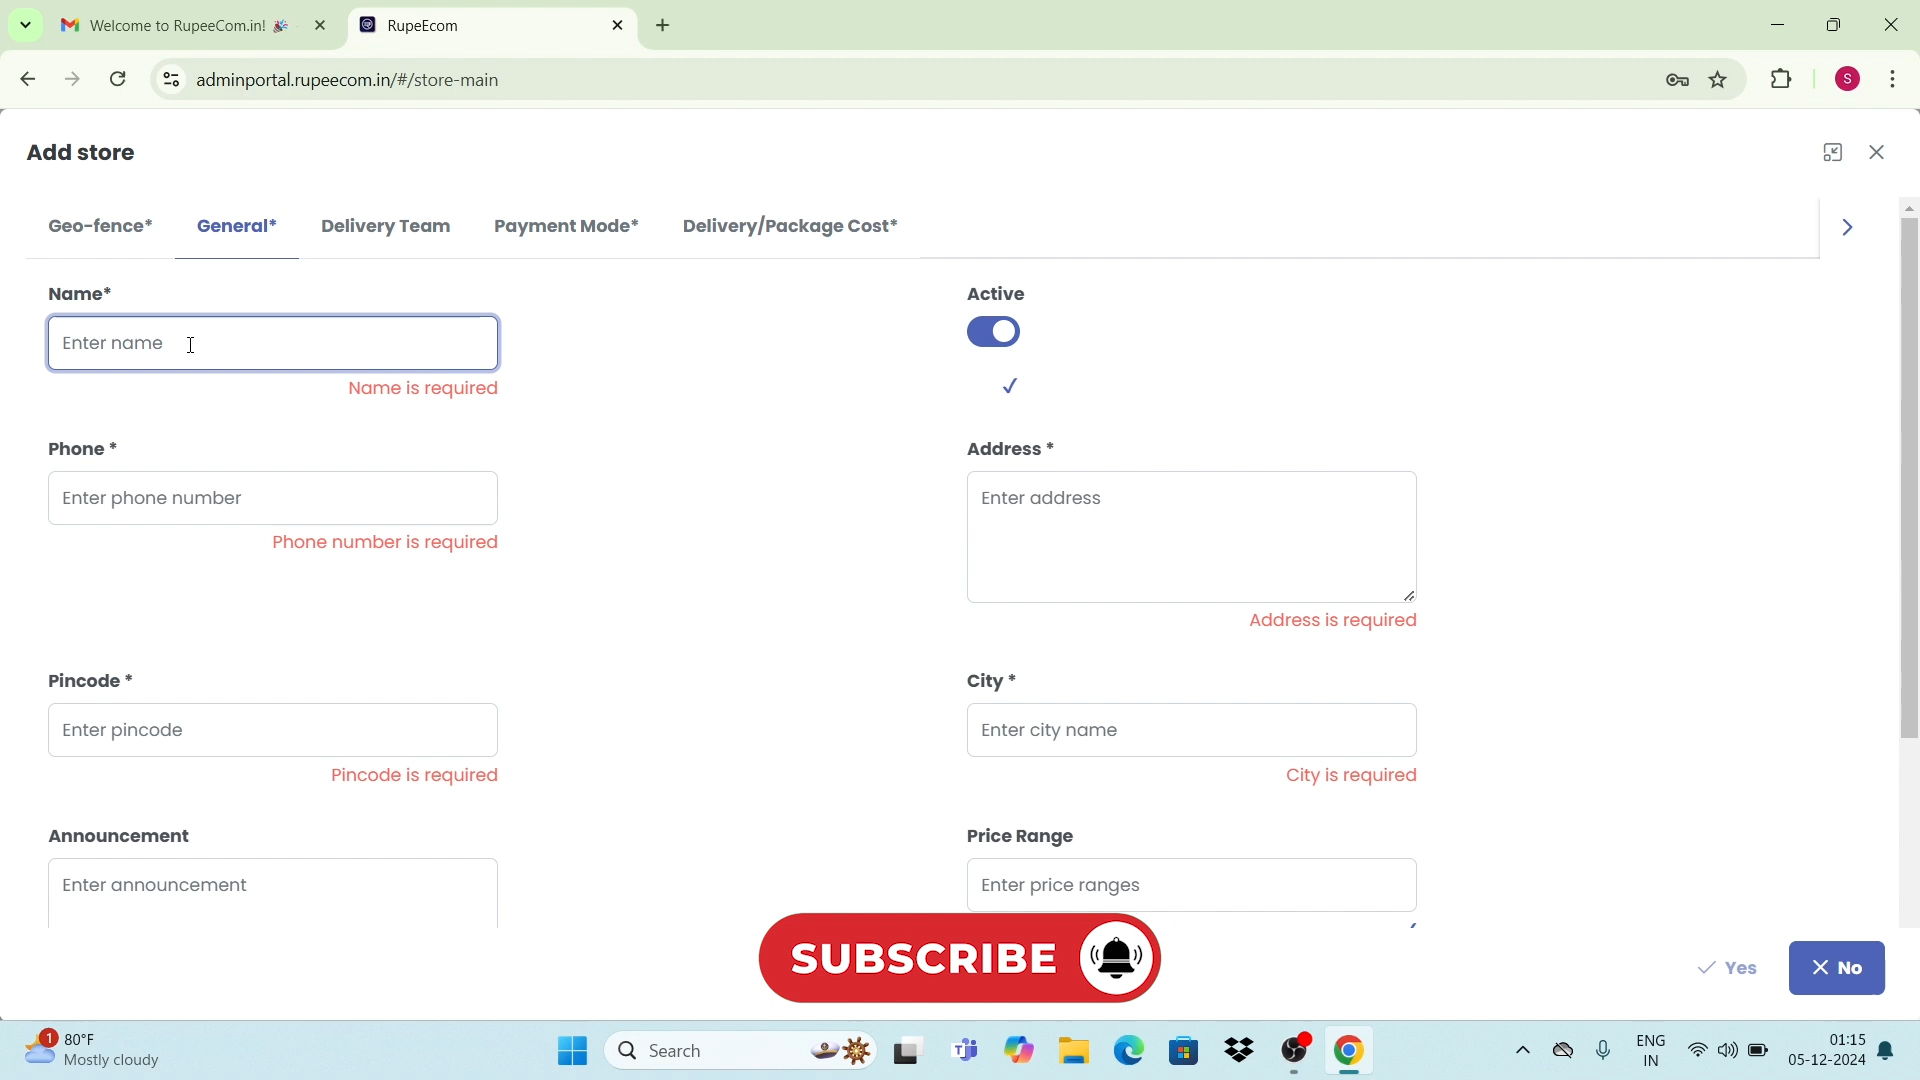 Welcome to RupeeCom.in! 🎉
RupeEcom
adminportal.rupeecom.in/#/store-main
S
Add store
Geo-fence* General* Delivery Team Payment Mode* Delivery/Package Cost*
Name* Active
Enter name
Name is required
Phone * Address *
Enter phone number Enter address
Phone number is required
Address is required
Pincode * City *
Enter pincode Enter city name
Pincode is required City is required
Announcement Price Range
Enter announcement Enter price ranges
SUBSCRIBE
Yes No
1 80°F
Mostly cloudy
Search
ENG
IN
01:15
05-12-2024